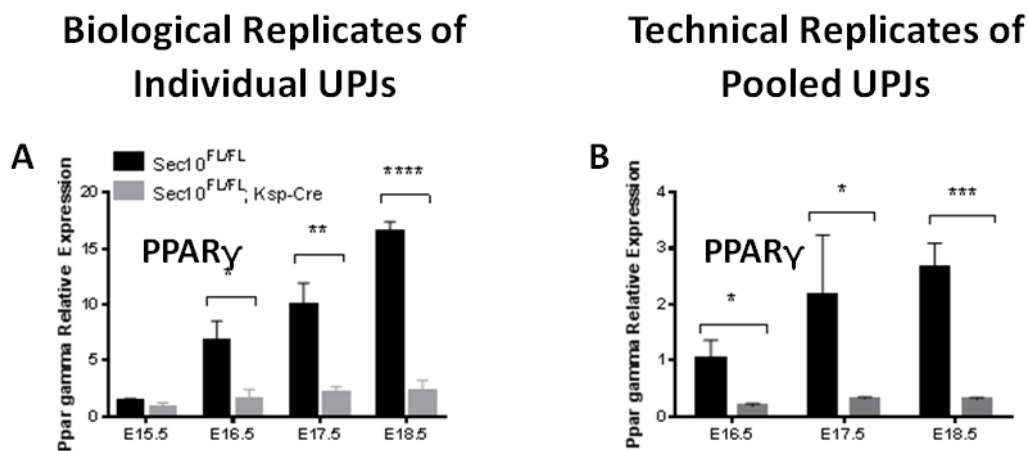 Biological Replicates of
Individual UPJs
Technical Replicates of
Pooled UPJs
A
Sec10FL/FL
Sec10FL/FL; Ksp-Cre
Ppar gamma Relative Expression
20
15
10
5
0
PPARγ
*
**
****
E15.5 E16.5 E17.5 E18.5
B
Ppar gamma Relative Expression
4
3
2
1
0
PPARγ
*
*
***
E16.5 E17.5 E18.5